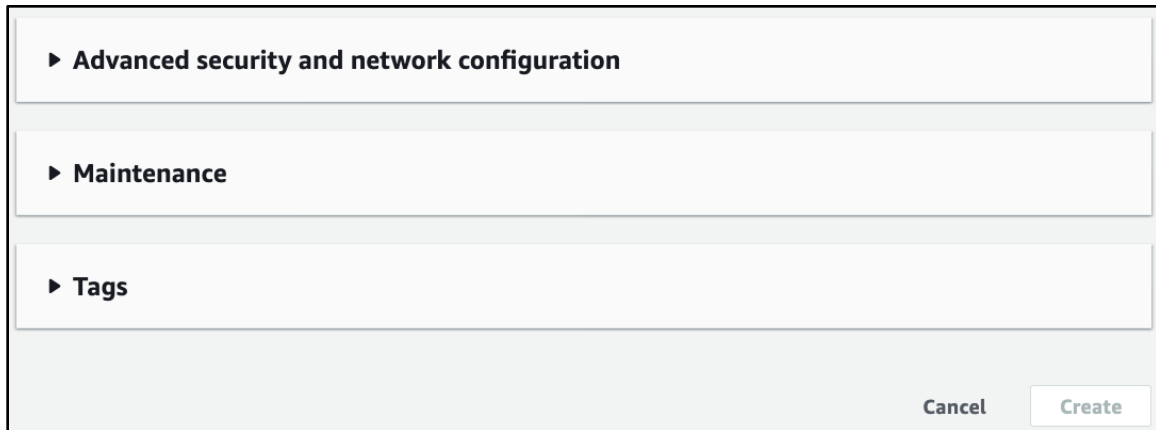 Advanced security and network configuration
Maintenance
Tags
Cancel Create